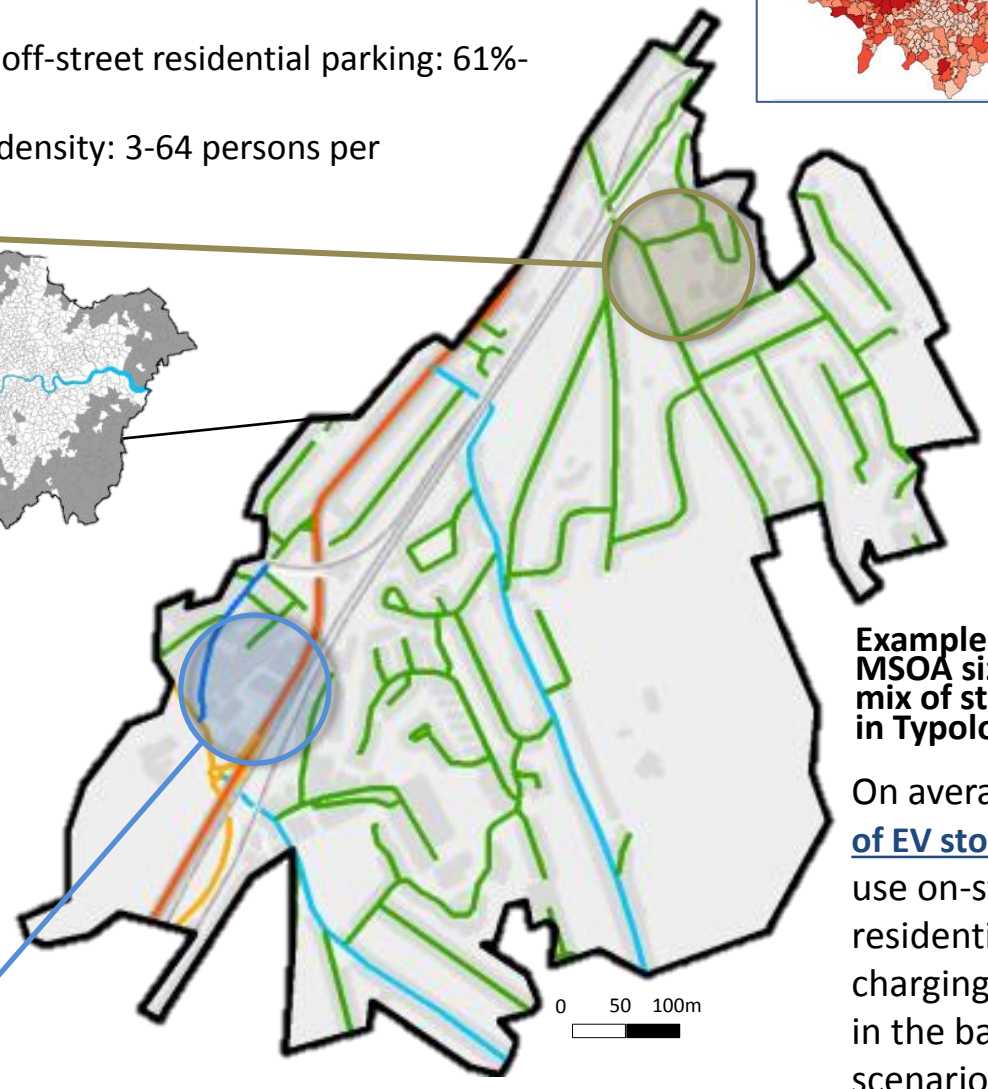 off-street residential parking: 61%-
density: 3-64 persons per
Example
MSOA si
mix of st
in Typolo
On avera
of EV sto
use on-s
residenti
charging
in the ba
scenario
0 50 100m